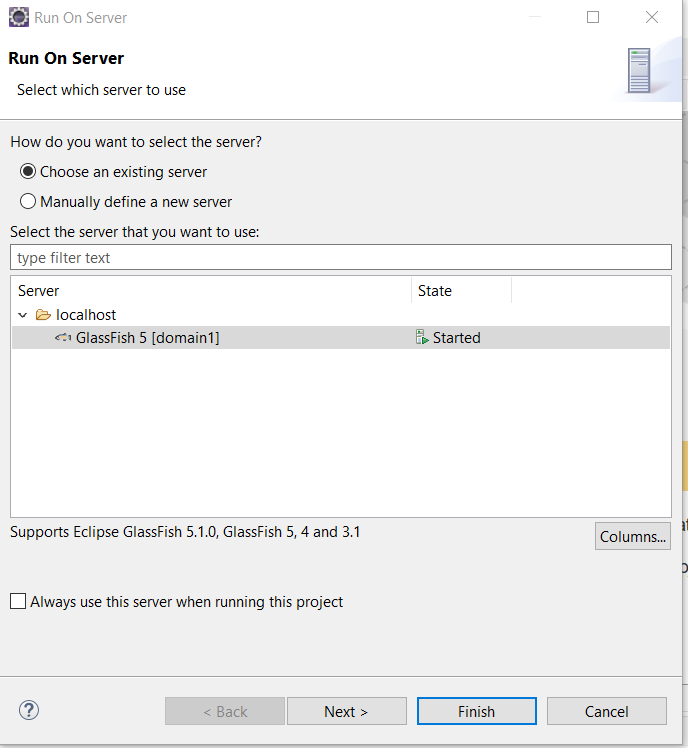 Run On Server
Run On Server
Select which server to use
How do you want to select the server?
Choose an existing server
Manually define a new server
Select the server that you want to use:
type filter text
Server State
localhost
GlassFish 5 [domain1] Started
Supports Eclipse GlassFish 5.1.0, GlassFish 5, 4 and 3.1
Columns...
Always use this server when running this project
? < Back Next > Finish Cancel